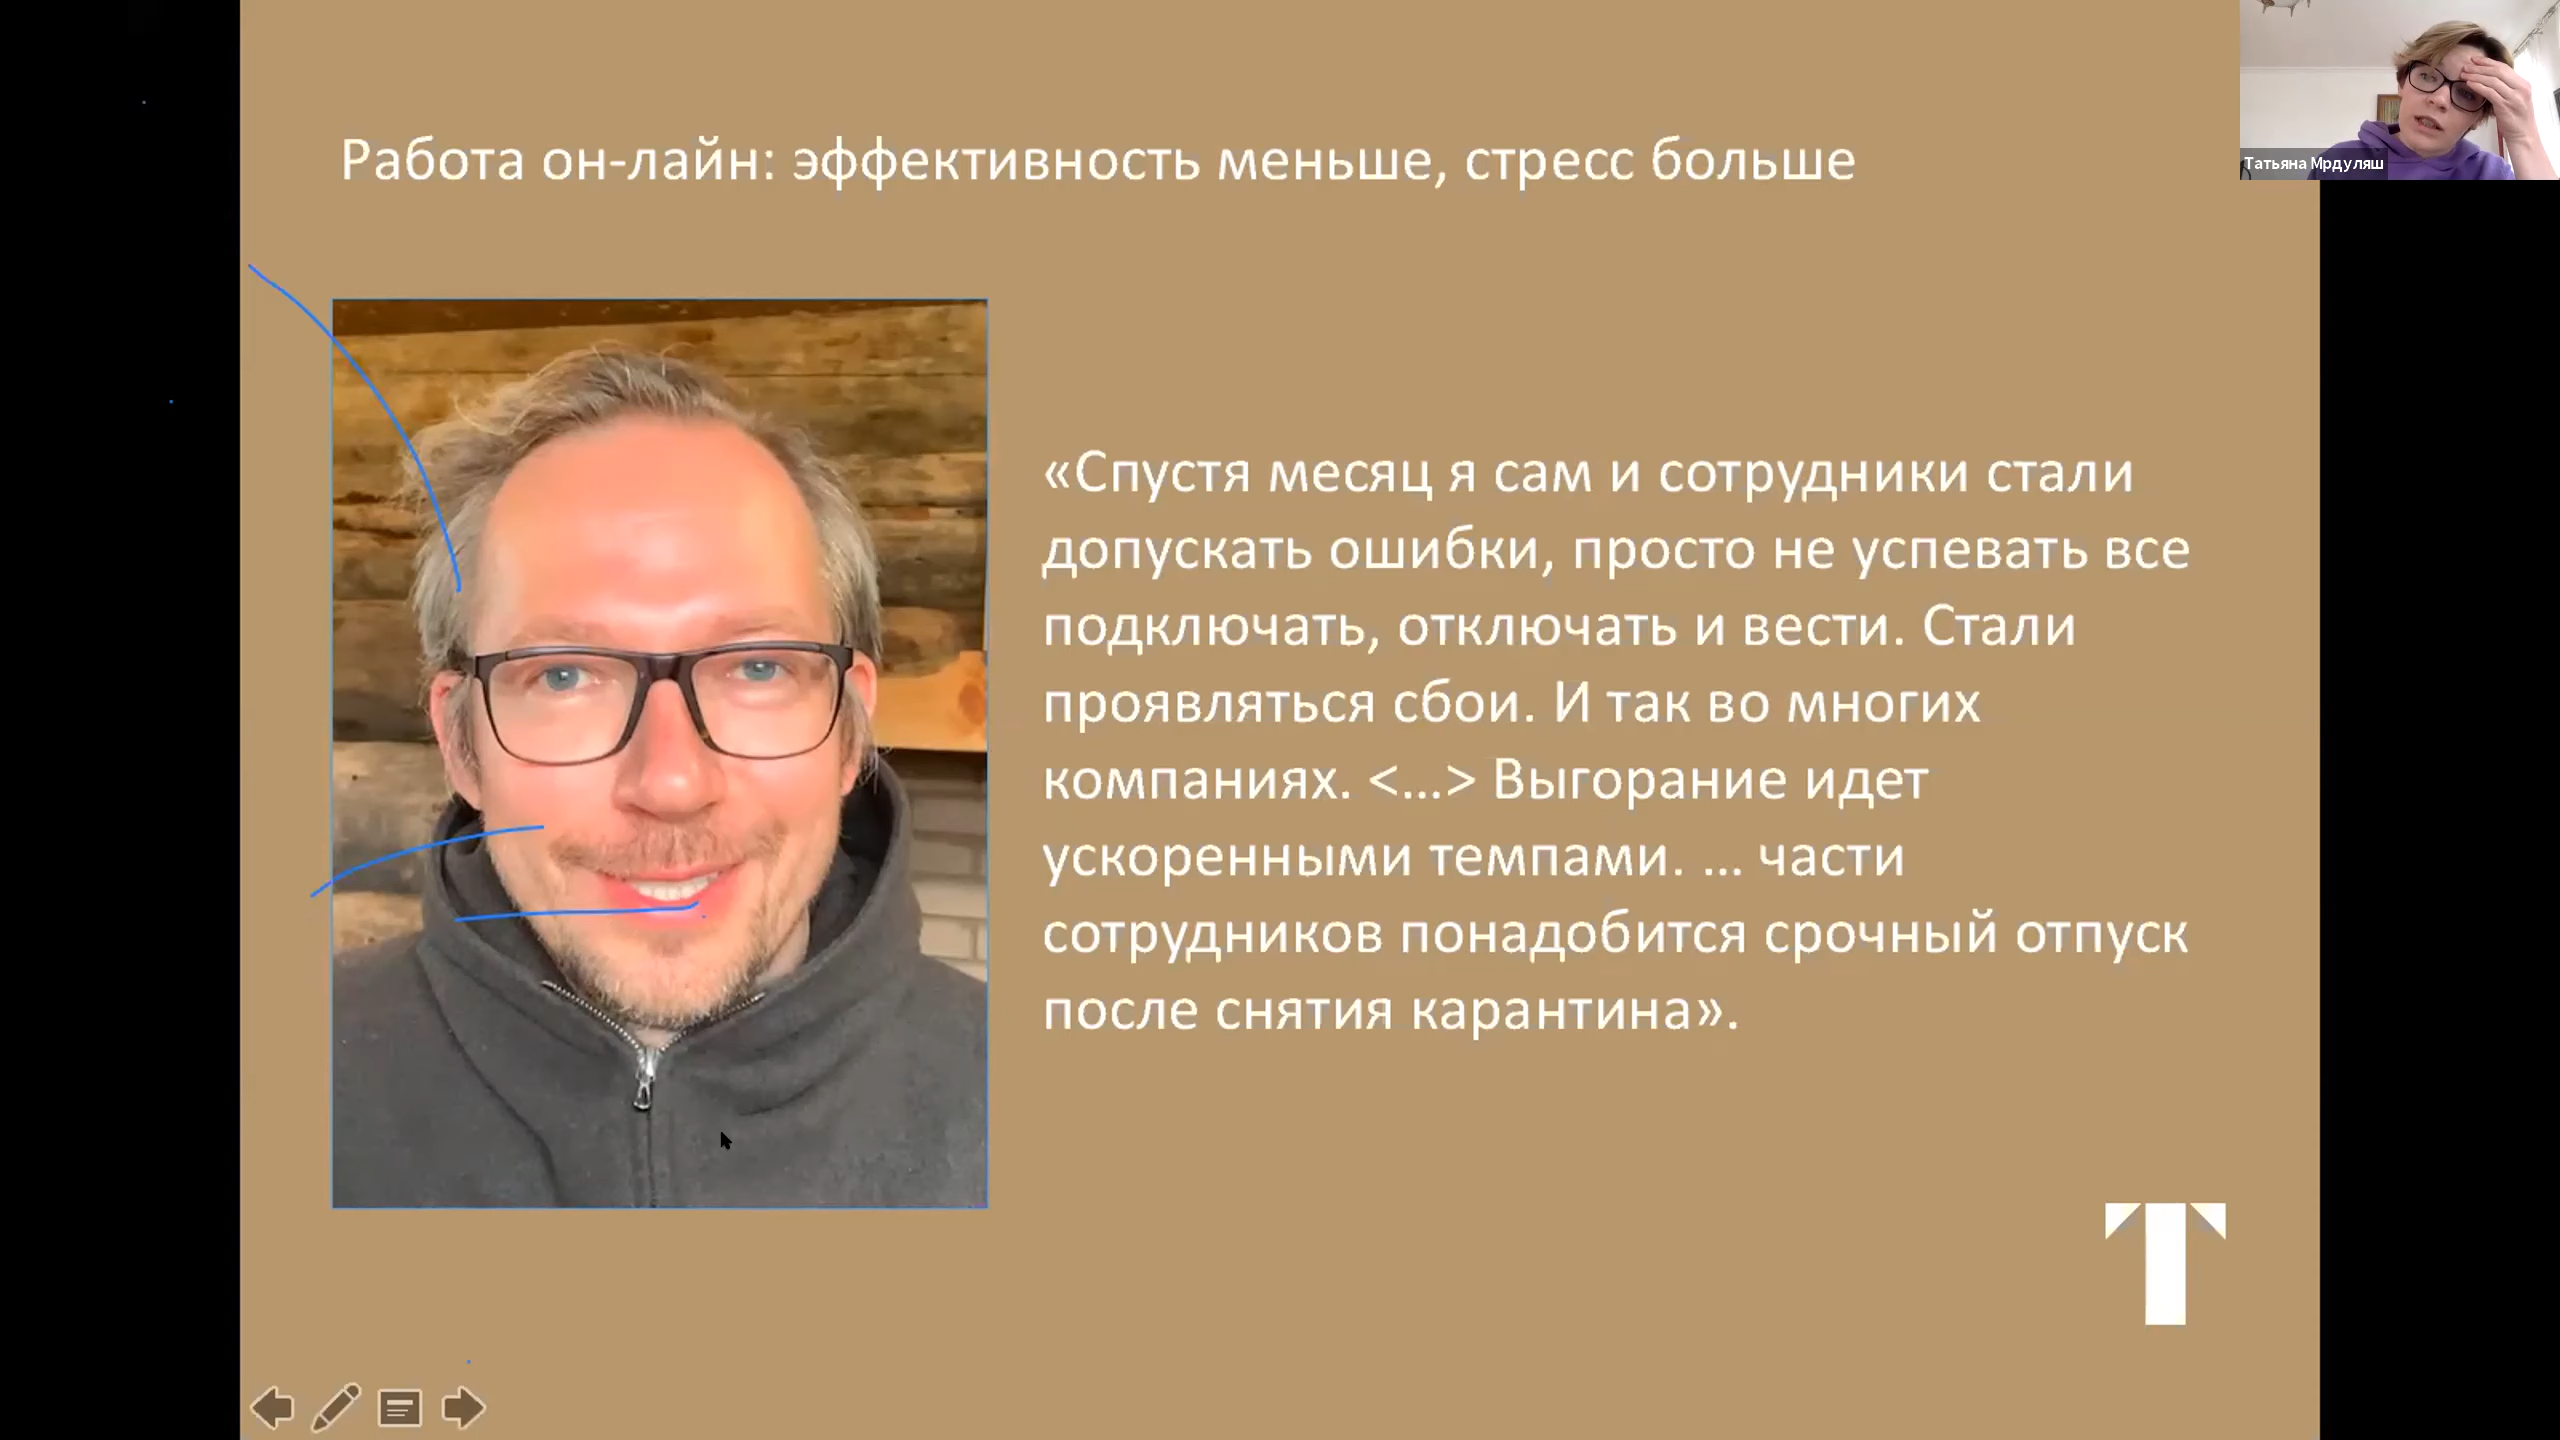 Работа он-лайн: эффективность меньше, стресс больше
Татьяна Мрдуляш
«Спустя месяц я сам и сотрудники стали
допускать ошибки, просто не успевать все
подключать, отключать и вести. Стали
проявляться сбои. И так во многих
компаниях. <...> Выгорание идет
ускоренными темпами. ... части
сотрудников понадобится срочный отпуск
после снятия карантина».